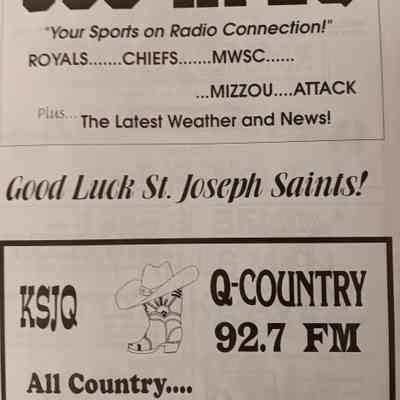 "Your Sports on Radio Connection!"
ROYALS.......CHIEFS.......MWSC......
...MIZZOU....ATTACK
Plus... The Latest Weather and News!
Good Luck St. Joseph Saints!
KSJQ
Q-COUNTRY
92.7 FM
All Country....